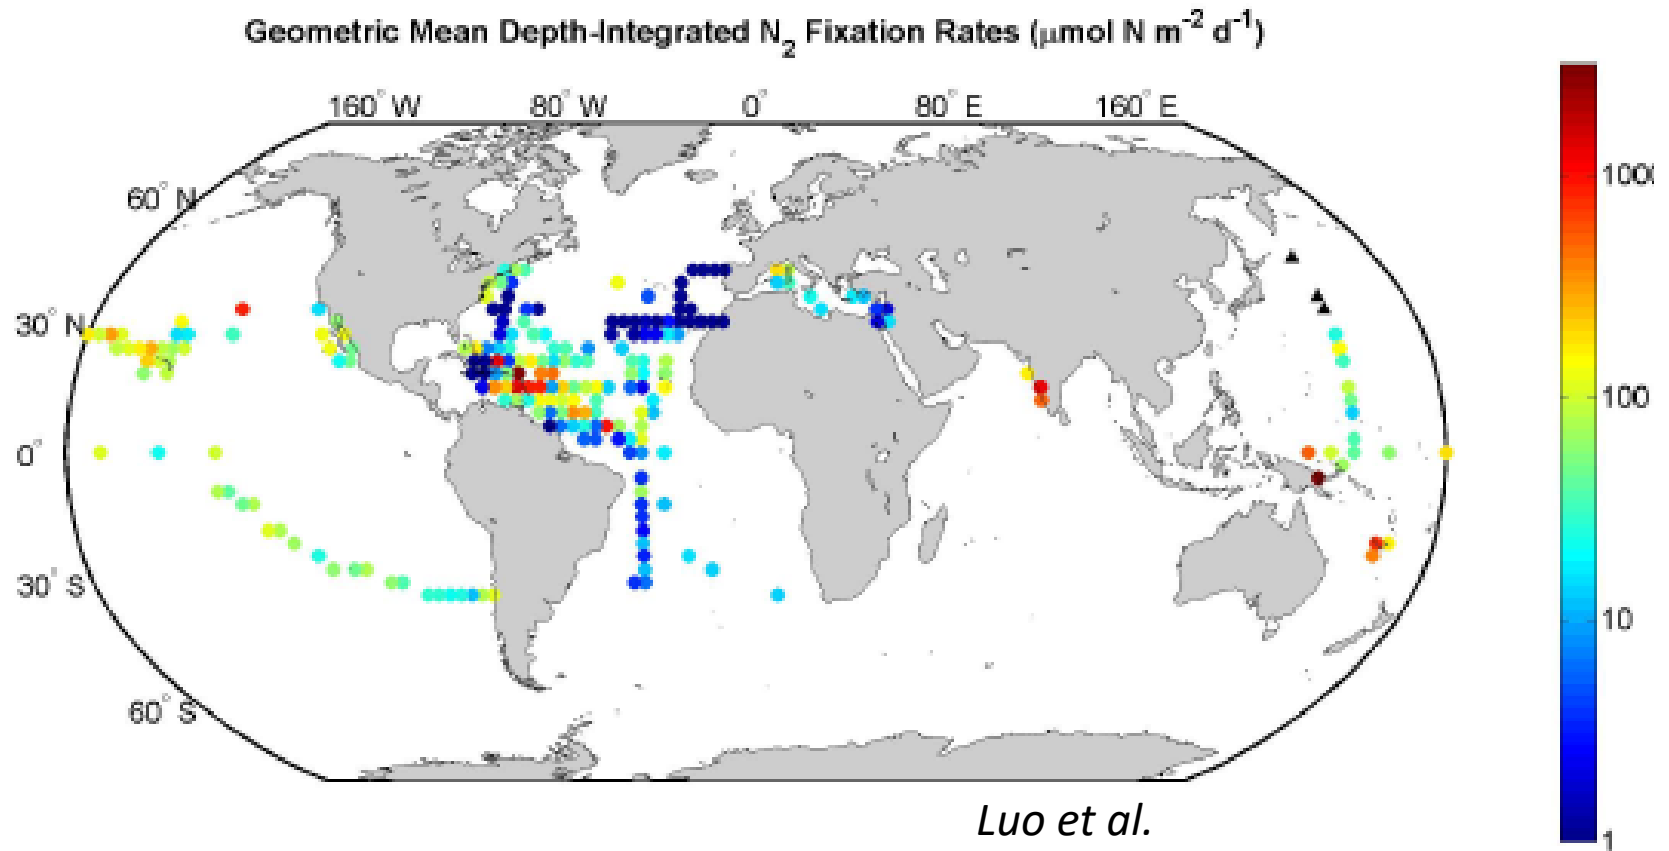 Geometric Mean Depth-Integrated N₂ Fixation Rates (μmol N m⁻² d⁻¹)
160° W 80° W 0° 80° E 160° E
60° N
30° N
0°
30° S
60° S
1000
100
10
1
Luo et al.